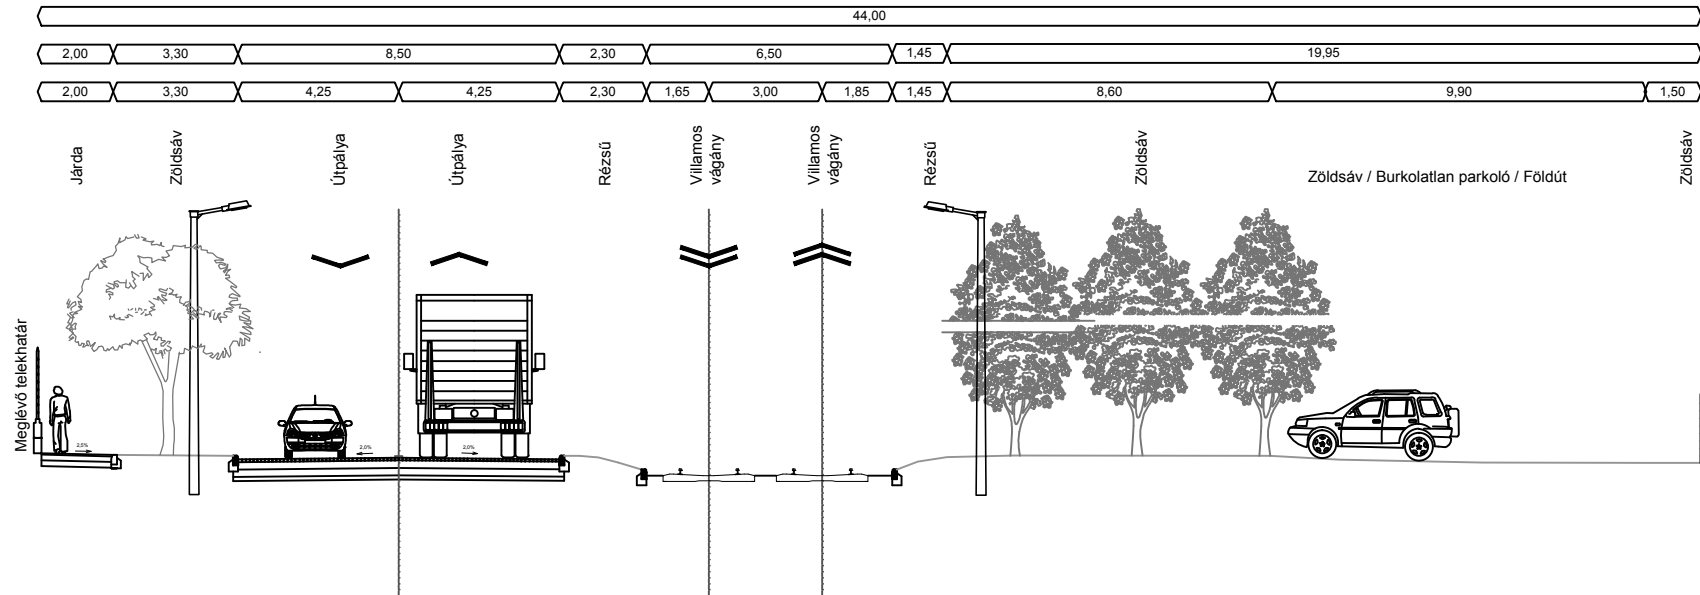 44,00
2,00 3,30 8,50 2,30 6,50 1,45 19,95
2,00 3,30 4,25 4,25 2,30 1,65 3,00 1,85 1,45 8,60 9,90 1,50
Járda
Zöldsáv
Útpálya
Útpálya
Rézsű
Villamos
vágány
Villamos
vágány
Rézsű
Zöldsáv
Zöldsáv / Burkolatlan parkoló / Földút
Zöldsáv
Meglévő telekhatár
2,5%
2,0%
2,0%